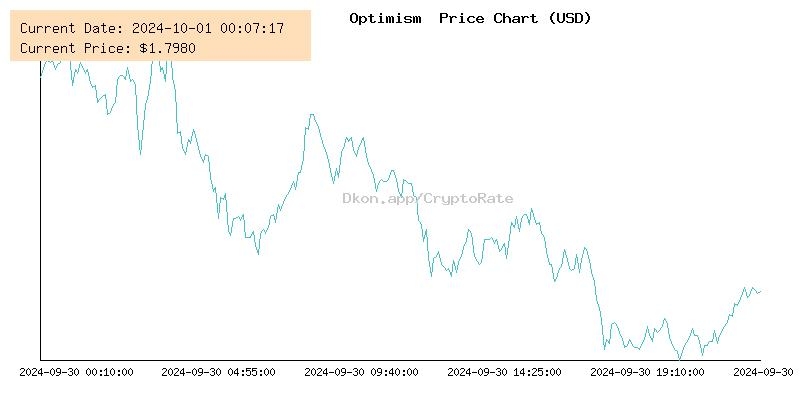 Optimism  Price Chart (USD)
Current Date: 2024-10-01 00:07:17
Current Price: $1.7980
Dkon.app/CryptoRate
2024-09-30 00:10:00
2024-09-30 04:55:00
2024-09-30 09:40:00
2024-09-30 14:25:00
2024-09-30 19:10:00
2024-09-30